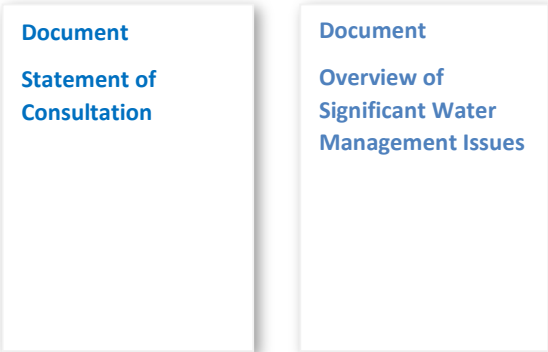 Document
Statement of
Consultation
Document
Overview of
Significant Water
Management Issues